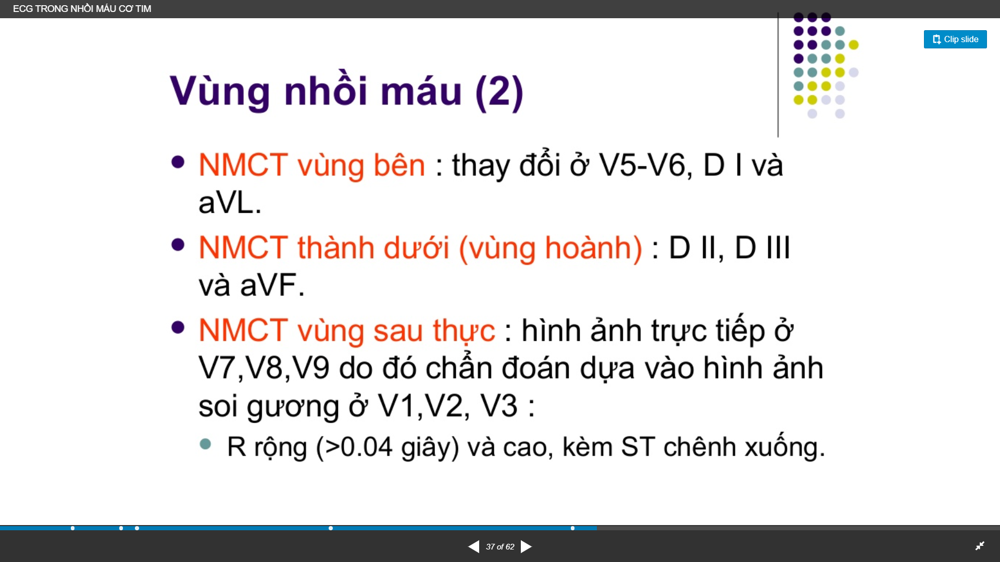 ECG TRONG NHỒI MÁU CƠ TIM
Clip slide
Vùng nhồi máu (2)
NMCT vùng bên : thay đổi ở V5-V6, D I và
aVL.
NMCT thành dưới (vùng hoành) : D II, D III
và aVF.
NMCT vùng sau thực : hình ảnh trực tiếp ở
V7,V8,V9 do đó chẩn đoán dựa vào hình ảnh
soi gương ở V1,V2, V3 :
R rộng (>0.04 giây) và cao, kèm ST chênh xuống.
37 of 62